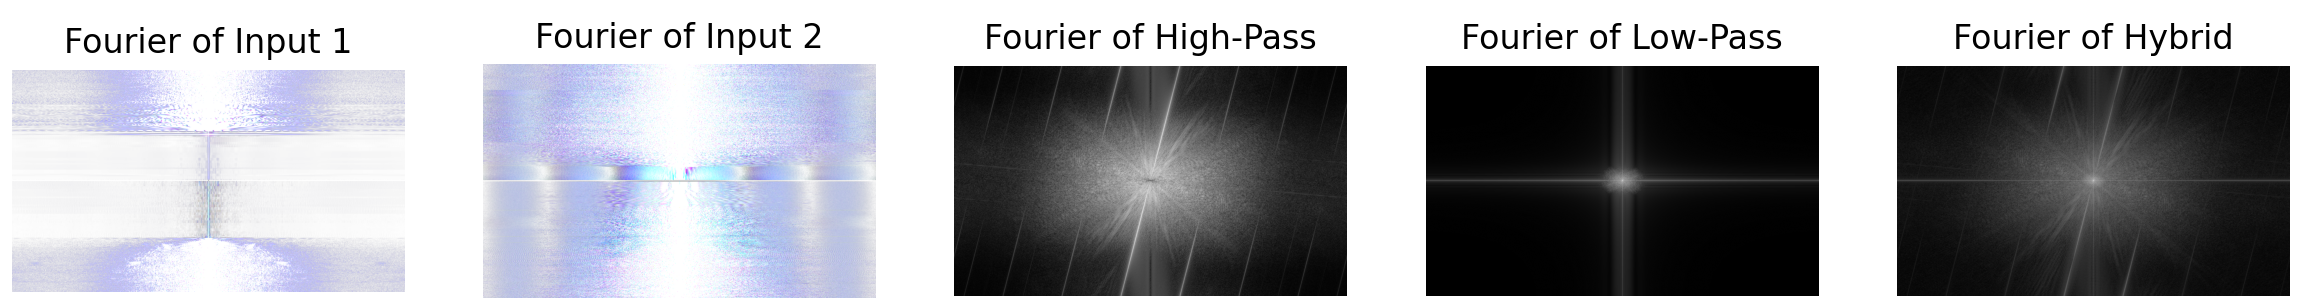 Fourier of Input 1
Fourier of Input 2
Fourier of High-Pass
Fourier of Low-Pass
Fourier of Hybrid